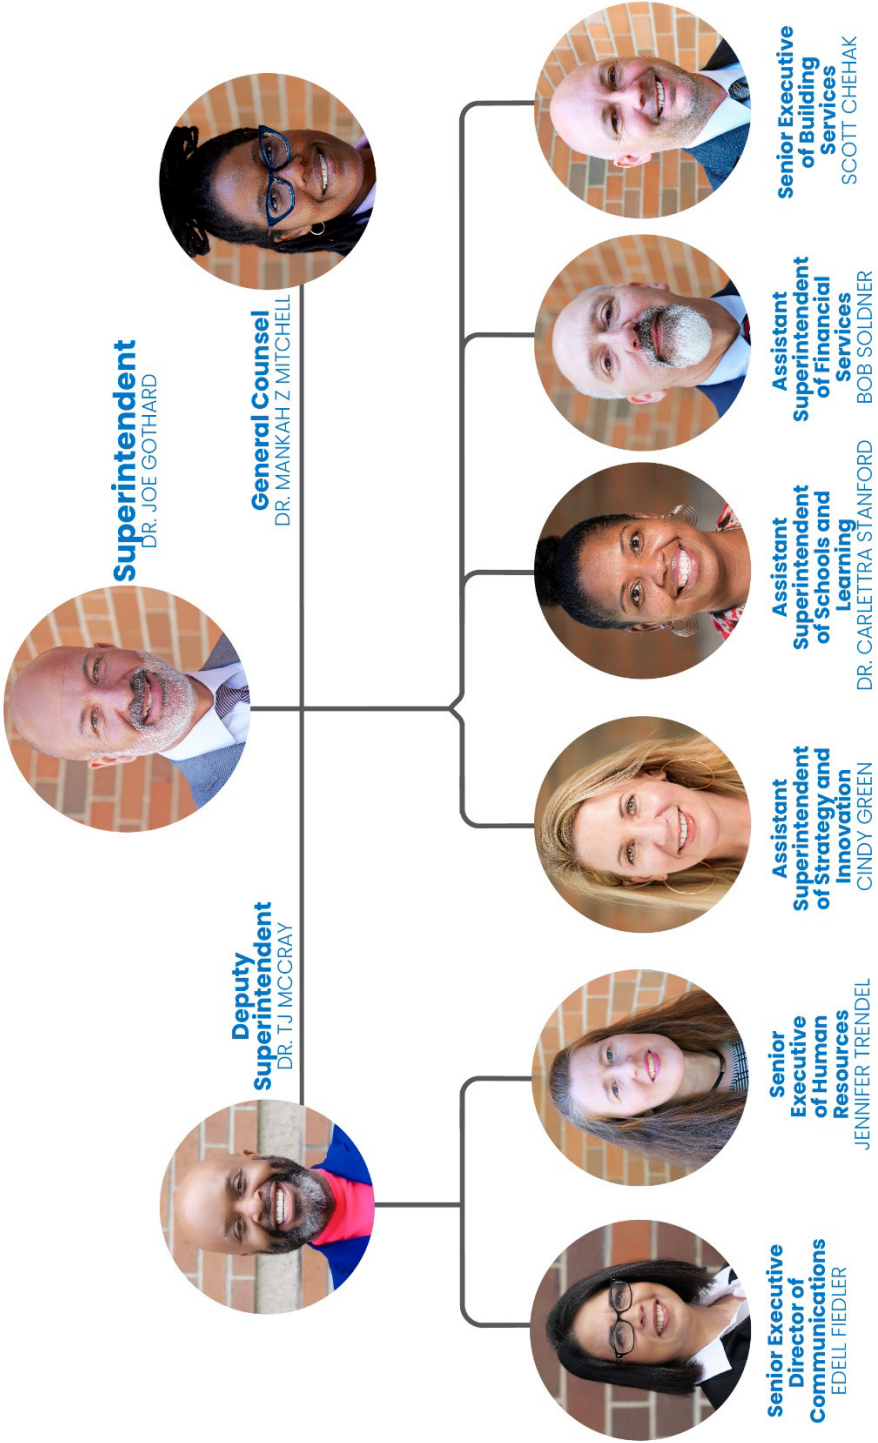 Superintendent
DR. JOE GOTHARD
Deputy
Superintendent
DR. TJ MCCRAY
General Counsel
DR. MANKAH Z MITCHELL
Senior Executive
Director of
Communications
EDELL FIEDLER
Senior
Executive
of Human
Resources
JENNIFER TRENDEL
Assistant
Superintendent
of Strategy and
Innovation
CINDY GREEN
Assistant
Superintendent
of Schools and
Learning
DR. CARLETTRA STANFORD
Assistant
Superintendent
of Financial
Services
BOB SOLDNER
Senior Executive
of Building
Services
SCOTT CHEHAK